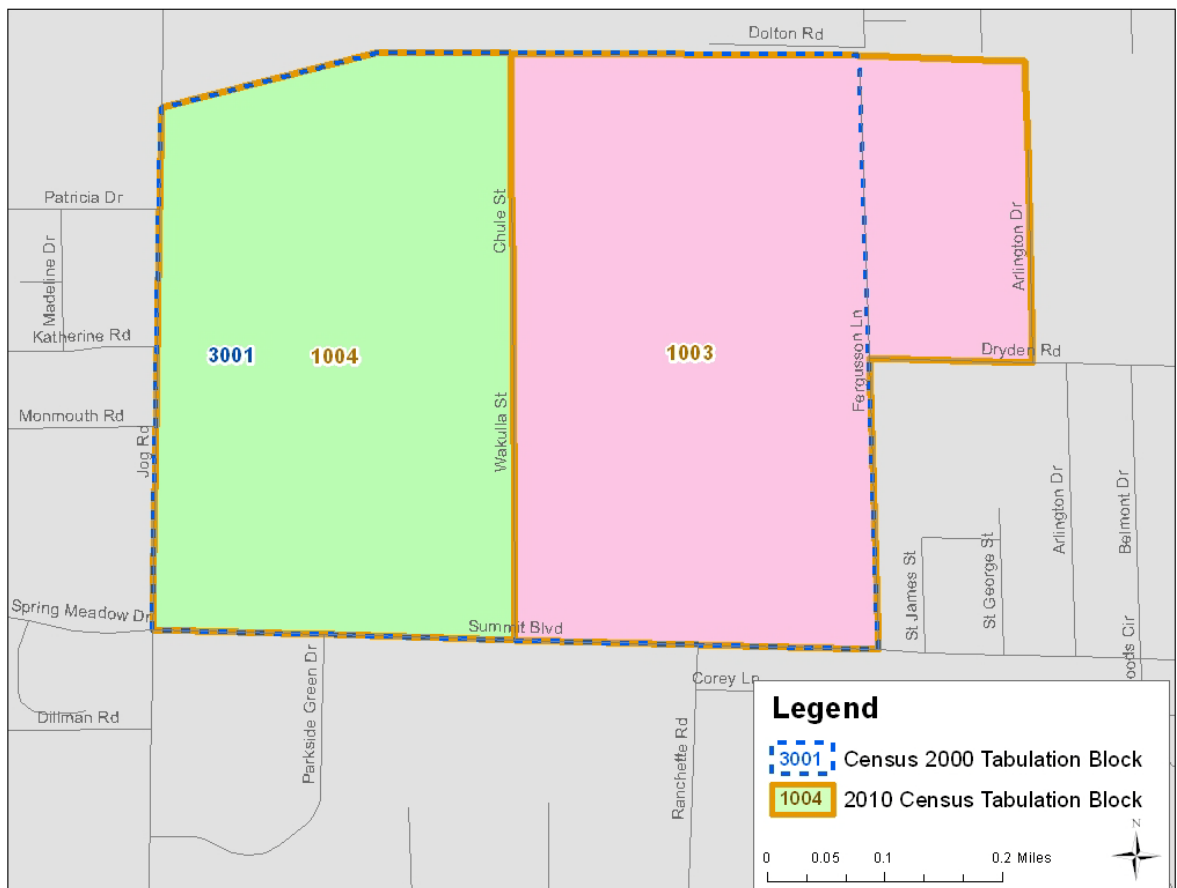 Dolton Rd
Patricia Dr
Madeline Dr
Chule St
Arlington Dr
Katherine Rd
3001
1004
1003
Fergusson Ln
Dryden Rd
Monmouth Rd
Jog Rd
Wakulla St
Arlington Dr
Belmont Dr
St James St
St George St
Spring Meadow Dr
Summit Blvd
oods Cir
Corey Ln
Dillman Rd
Parkside Green Dr
Ranchette Rd
Legend
3001 Census 2000 Tabulation Block
1004 2010 Census Tabulation Block
N
0 0.05 0.1 0.2 Miles